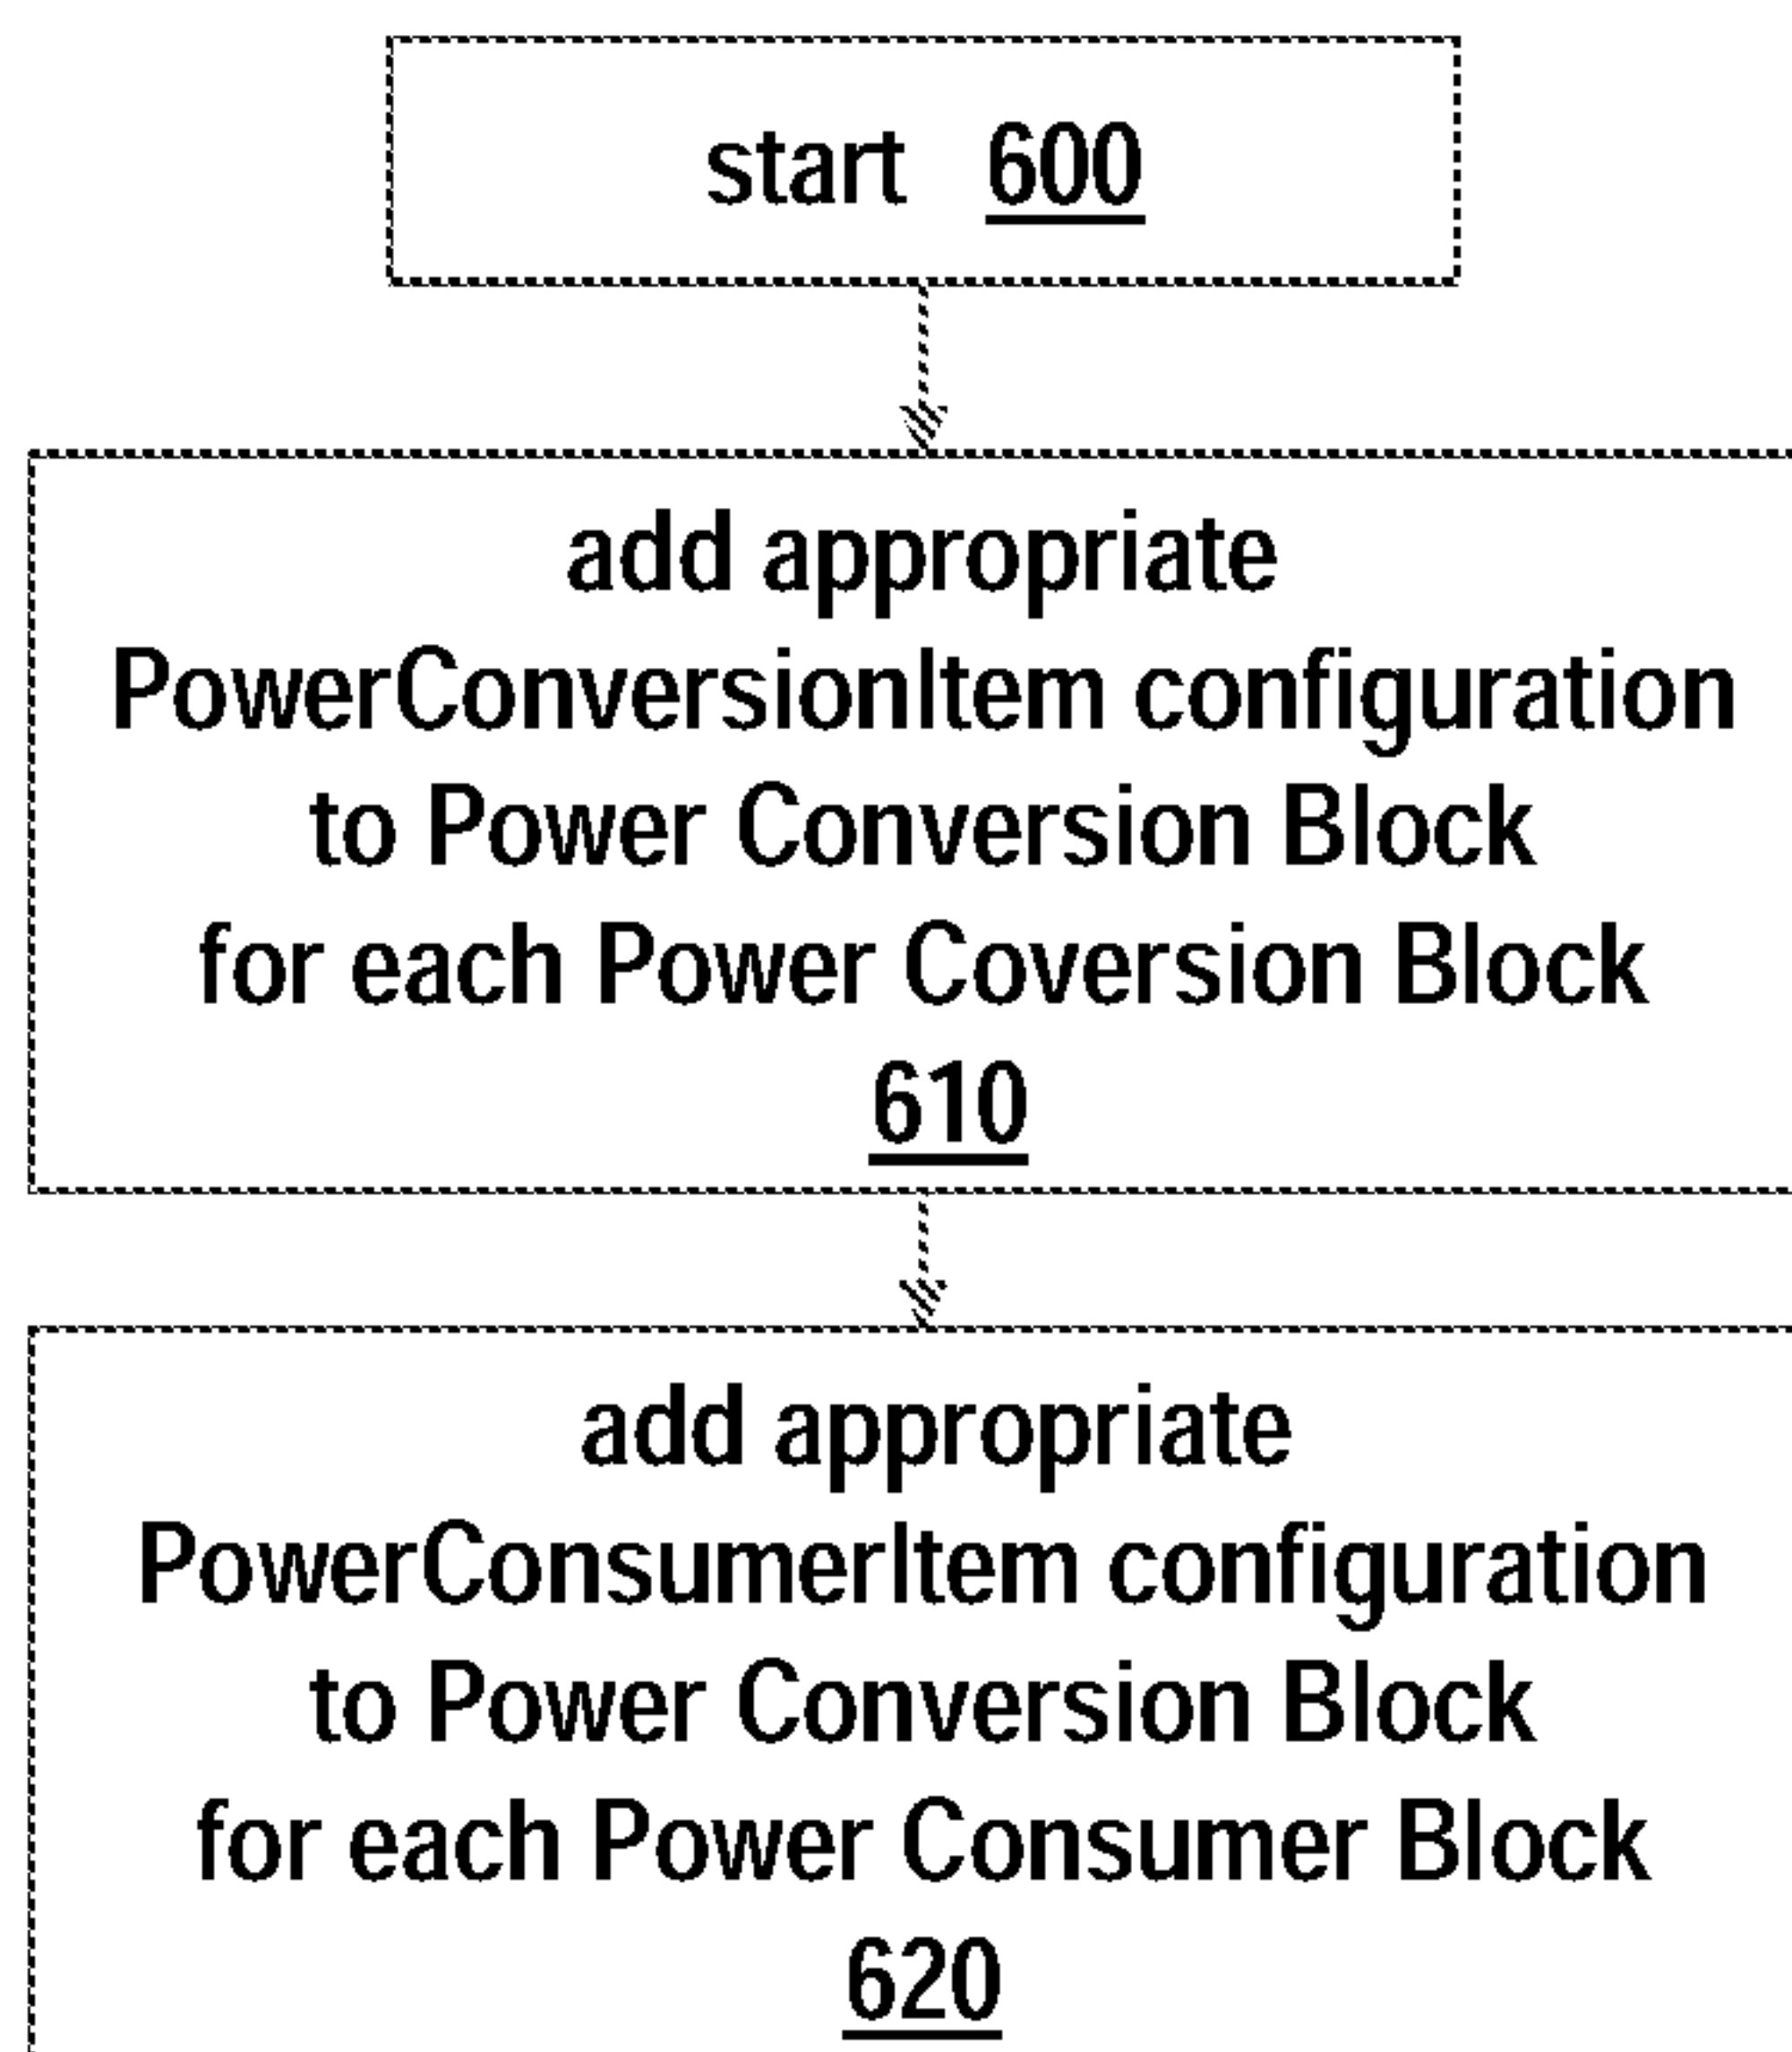 start 600
add appropriate
PowerConversionItem configuration
to Power Conversion Block
for each Power Coversion Block
610
add appropriate
PowerConsumerItem configuration
to Power Conversion Block
for each Power Consumer Block
620